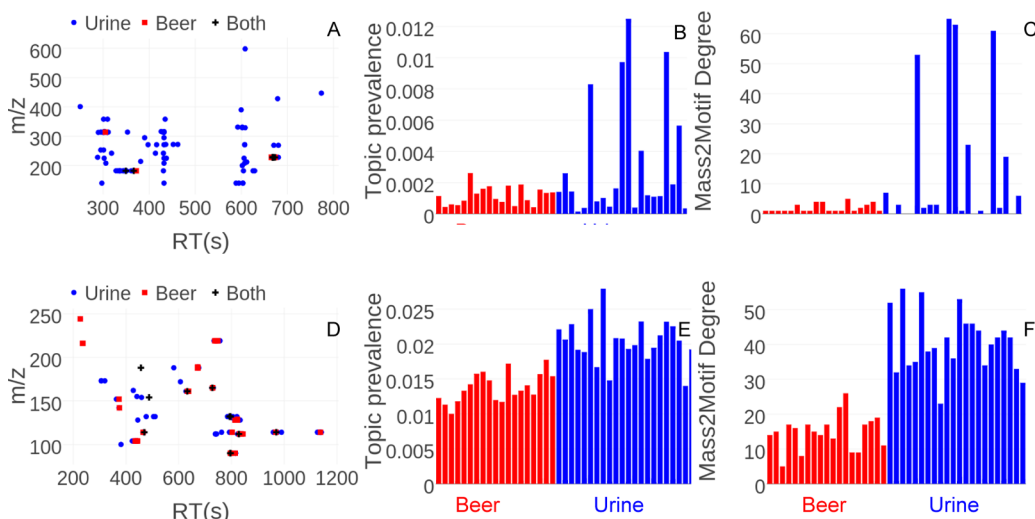 Urine Beer Both
A
m/z
600
500
400
300
200
300 400 500 600 700 800
RT(s)
B
Topic prevalence
0.012
0.01
0.008
0.006
0.004
0.002
0
C
Mass2Motif Degree
60
50
40
30
20
10
0
Urine Beer Both
D
m/z
250
200
150
100
200 400 600 800 1000 1200
RT(s)
E
Topic prevalence
0.025
0.02
0.015
0.01
0.005
0
Beer Urine
F
Mass2Motif Degree
50
40
30
20
10
0
Beer Urine